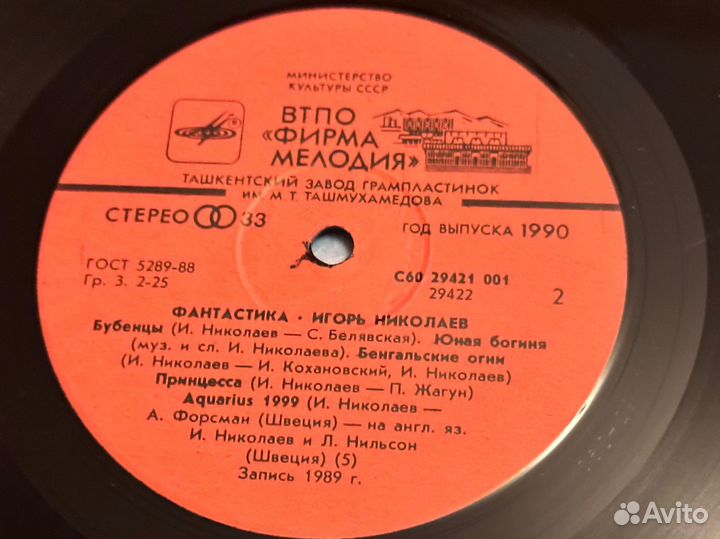 МИНИСТЕРСТВО
КУЛЬТУРЫ СССР
ВТПО
«ФИРМА
МЕЛОДИЯ»
ТАШКЕНТСКИЙ ЗАВОД ГРАМПЛАСТИНОК
ИМ. М. Т. ТАШМУХАМЕДОВА
СТЕРЕО 33
ГОД ВЫПУСКА 1990
ГОСТ 5289-88
Гр. 3. 2-25
С60 29421 001
29422
2
ФАНТАСТИКА · ИГОРЬ НИКОЛАЕВ
Бубенцы (И. Николаев — С. Белявская). Юная богиня
(муз. и сл. И. Николаева). Бенгальские огни
(И. Николаев — И. Кохановский, И. Николаев)
Принцесса (И. Николаев — П. Жагун)
Aquarius 1999 (И. Николаев —
А. Форсман (Швеция) — на англ. яз.
И. Николаев и Л. Нильсон
(Швеция) (5)
Запись 1989 г.
Avito